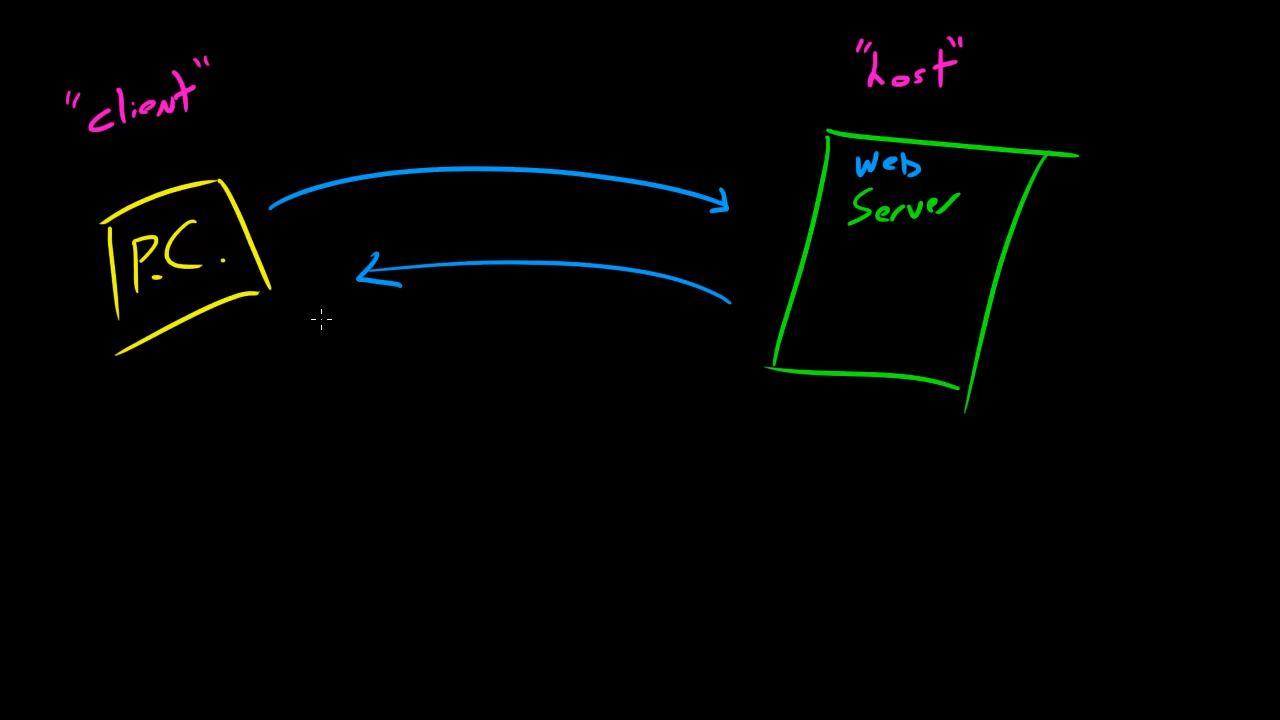 "client"
"host"
P.C.
Web
Server